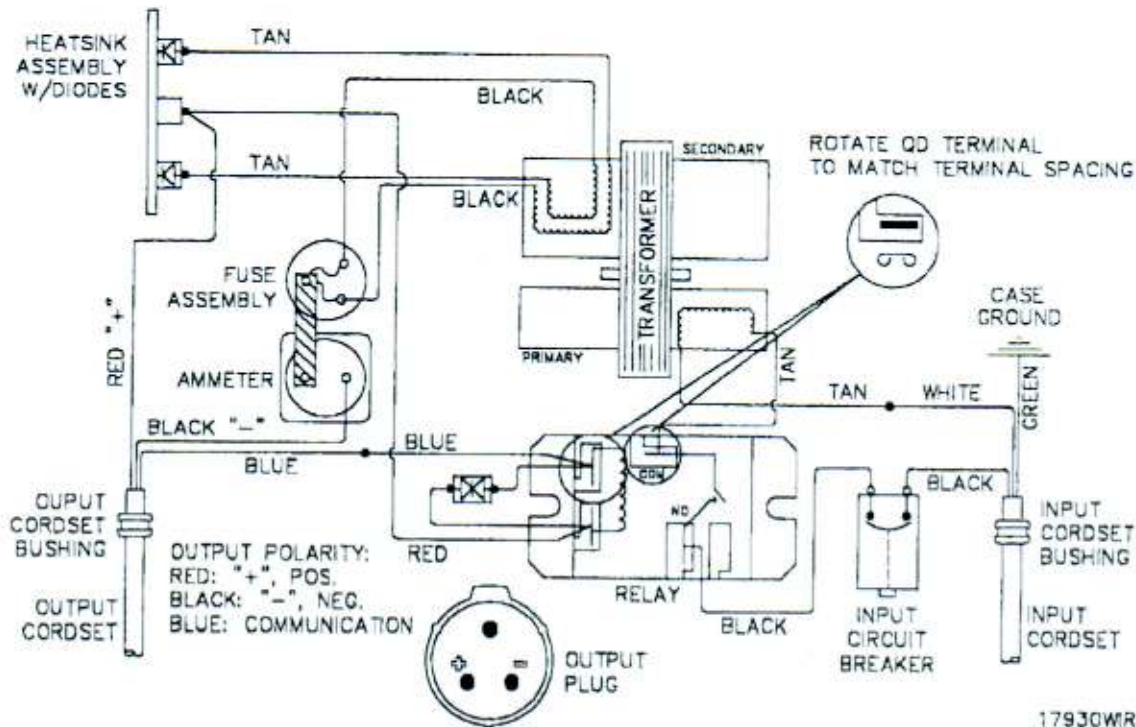 HEATSINK
ASSEMBLY
W/DIODES
TAN
BLACK
TAN
BLACK
SECONDARY
TRANSFORMER
PRIMARY
ROTATE QD TERMINAL
TO MATCH TERMINAL SPACING
FUSE
ASSEMBLY
RED "+"
AMMETER
BLACK "-"
BLUE
BLUE
CASE
GROUND
GREEN
TAN
TAN
WHITE
COM
NO
BLACK
OUPUT
CORDSET
BUSHING
OUTPUT
CORDSET
OUTPUT POLARITY:
RED: "+", POS.
BLACK: "-", NEG.
BLUE: COMMUNICATION
RED
RELAY
BLACK
+
-
OUTPUT
PLUG
INPUT
CIRCUIT
BREAKER
INPUT
CORDSET
BUSHING
INPUT
CORDSET
17930WIR